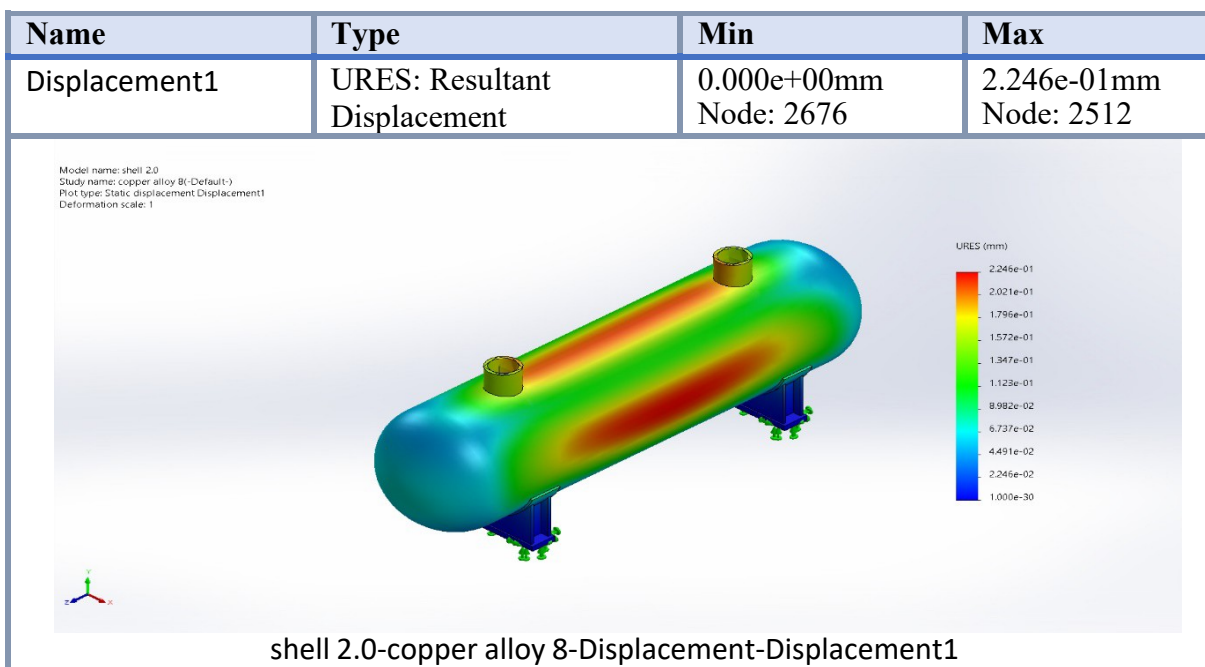 Name Type Min Max
Displacement1 URES: Resultant 0.000e+00mm 2.246e-01mm
Displacement Node: 2676 Node: 2512
Model name: shell 2.0
Study name: copper alloy 8(-Default-)
Plot type: Static displacement Displacement1
Deformation scale: 1
URES (mm)
2.246e-01
2.021e-01
1.796e-01
1.572e-01
1.347e-01
1.123e-01
8.982e-02
6.737e-02
4.491e-02
2.246e-02
1.000e-30
Y
Z X
shell 2.0-copper alloy 8-Displacement-Displacement1